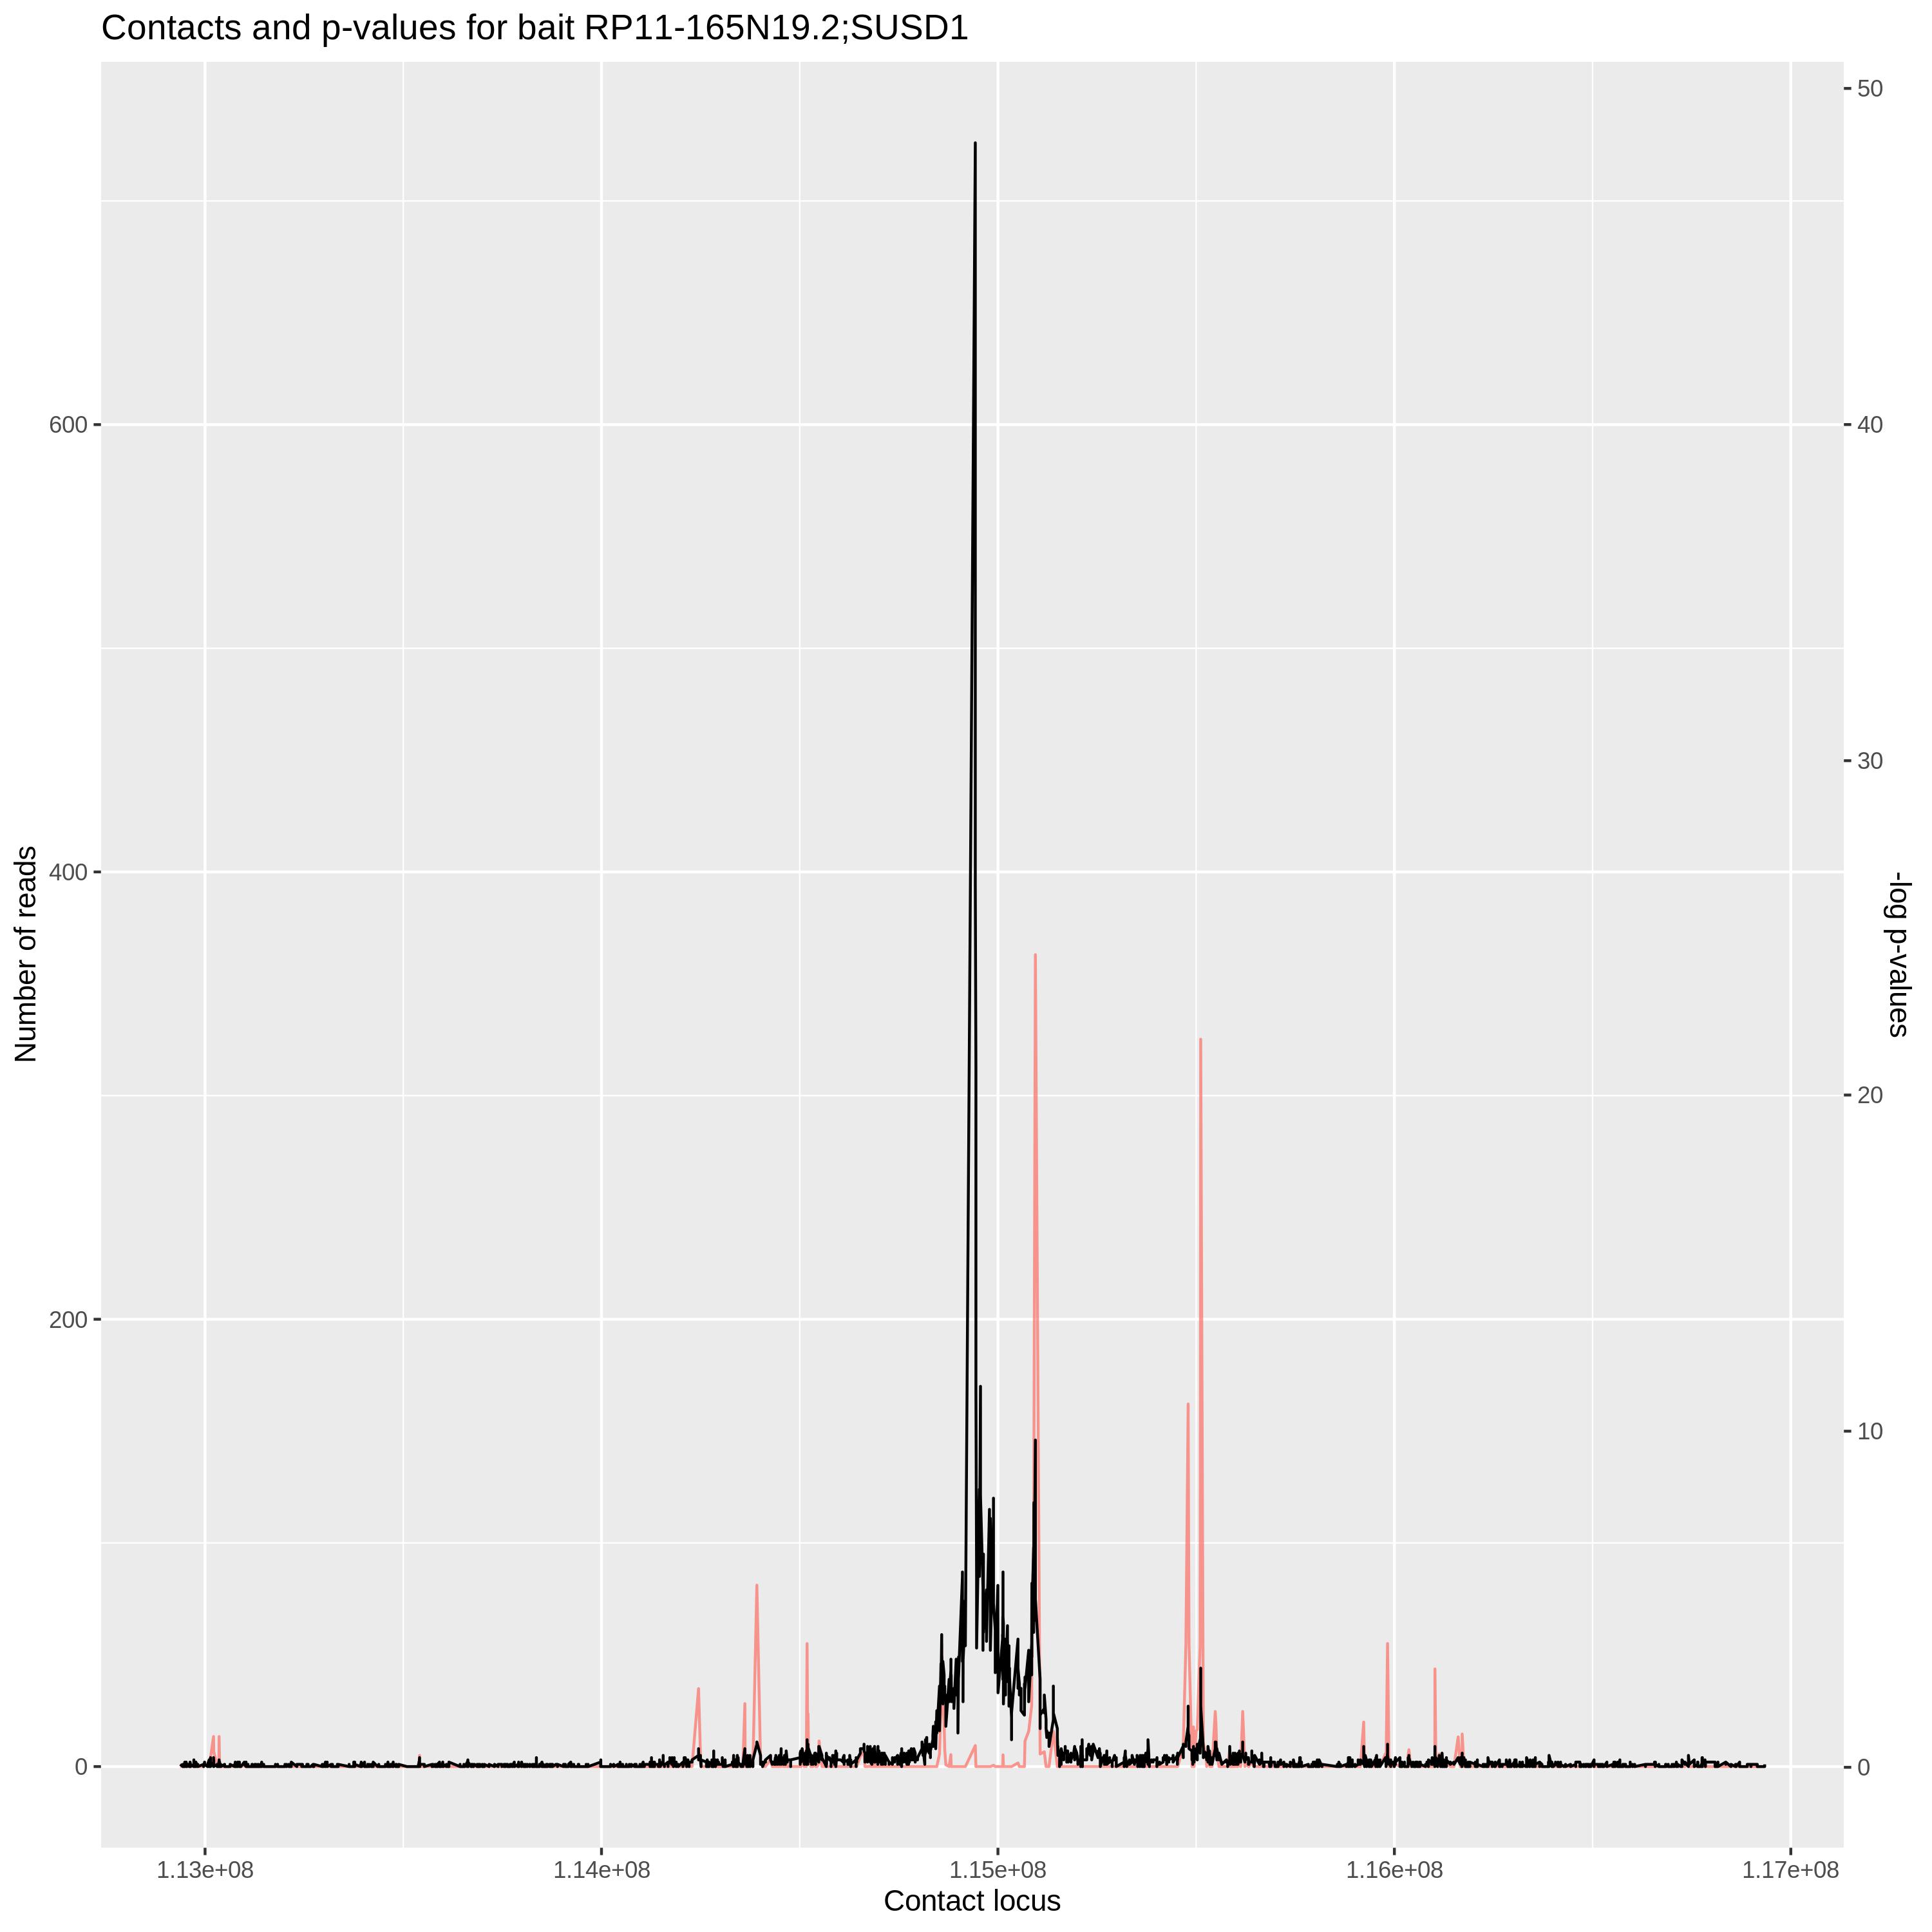 Contacts and p-values for bait RP11-165N19.2;SUSD1
Number of reads
600
400
200
0
50
40
30
20
10
0
-log p-values
1.13e+08
1.14e+08
1.15e+08
1.16e+08
1.17e+08
Contact locus